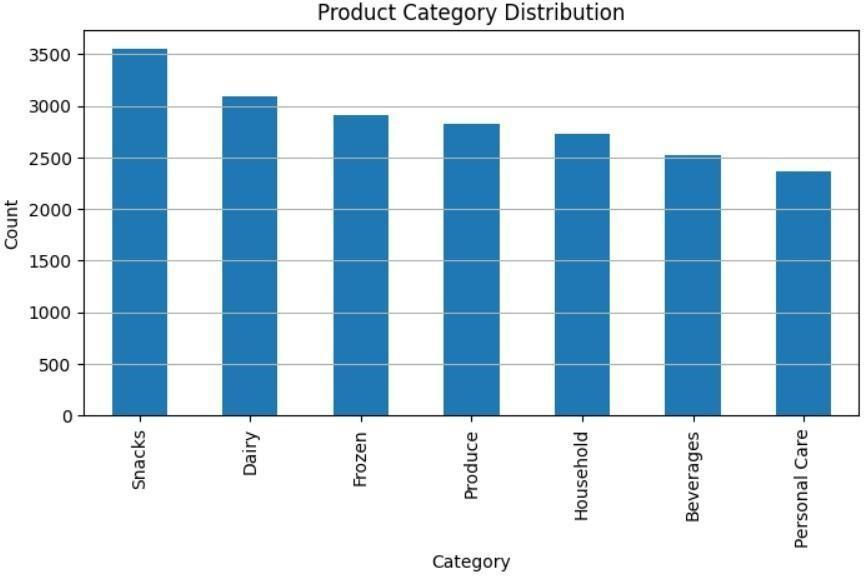 Product Category Distribution
3500
3000
2500
2000
1500
1000
500
0
Count
Snacks
Dairy
Frozen
Produce
Household
Beverages
Personal Care
Category